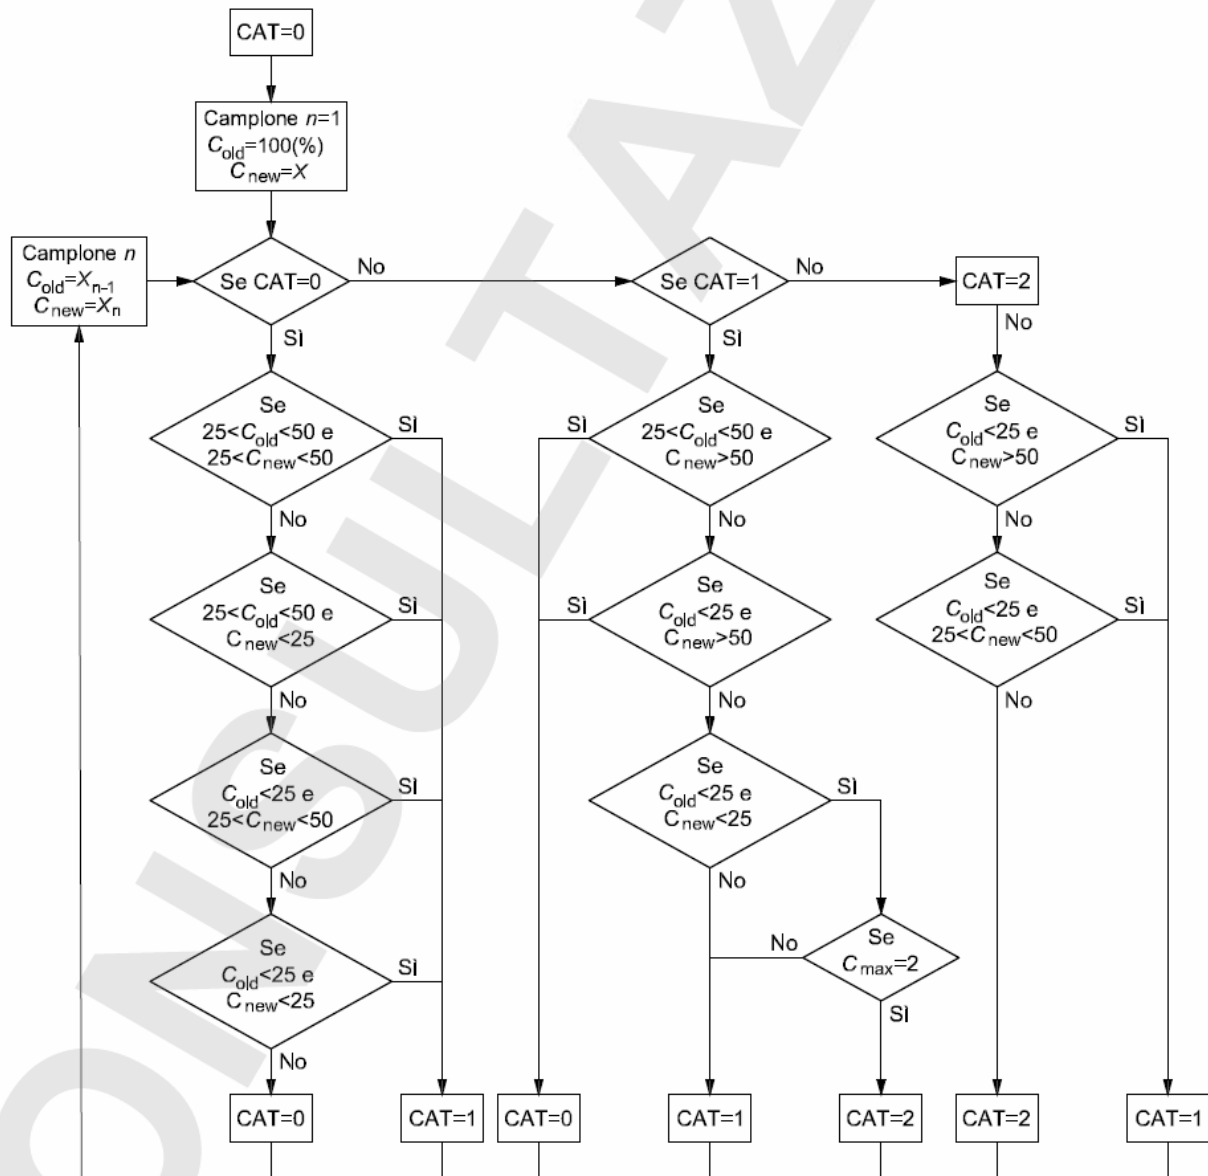 CAT=0
Camplone n=1
Cold=100(%)
Cnew=X
Camplone n
Cold=Xn–1
Cnew=Xn
Se CAT=0
No
Se CAT=1
No
CAT=2
Sì
Sì
No
Se
25<Cold<50 e
25<Cnew<50
Sì
No
Se
25<Cold<50 e
Cnew<25
Sì
No
Se
Cold<25 e
25<Cnew<50
Sì
No
Se
Cold<25 e
Cnew<25
Sì
No
Sì
Se
25<Cold<50 e
Cnew>50
No
Sì
Se
Cold<25 e
Cnew>50
No
Se
Cold<25 e
Cnew<25
Sì
No
No
Se
Cmax=2
Sì
Se
Cold<25 e
Cnew>50
Sì
No
Se
Cold<25 e
25<Cnew<50
Sì
No
CAT=0
CAT=1
CAT=0
CAT=1
CAT=2
CAT=2
CAT=1
ONSULTAZ